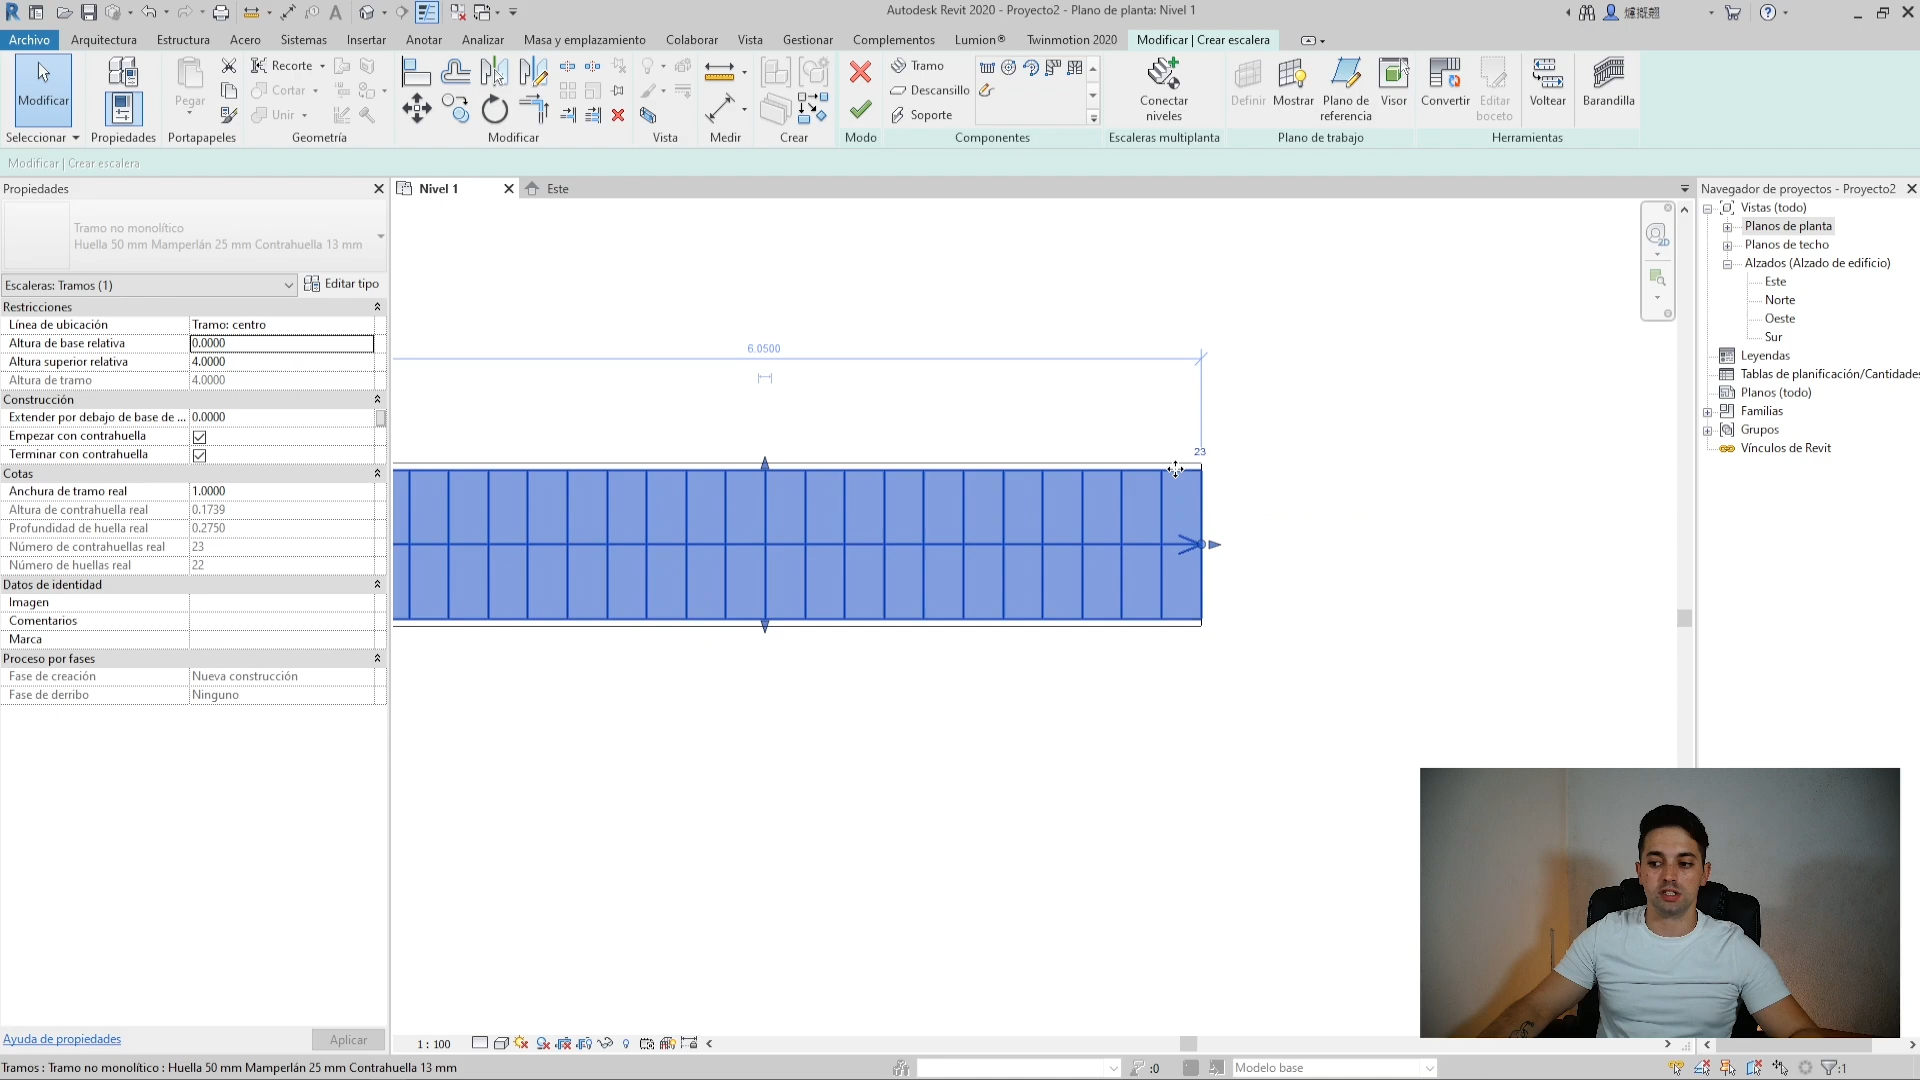 Autodesk Revit 2020 - Proyecto2 - Plano de planta: Nivel 1
Archivo Arquitectura Estructura Acero Sistemas Insertar Anotar Analizar Masa y emplazamiento Colaborar Vista Gestionar Complementos Lumion® Twinmotion 2020 Modificar | Crear escalera
Modificar
Pegar
Recorte
Cortar
Unir
Tramo
Descansillo
Soporte
Conectar niveles
Definir
Mostrar
Plano de referencia
Visor
Convertir
Editar boceto
Voltear
Barandilla
Seleccionar Propiedades Portapapeles Geometría Modificar Vista Medir Crear Modo Componentes Escaleras multiplanta Plano de trabajo Herramientas
Modificar | Crear escalera
Propiedades
Tramo no monolítico
Huella 50 mm Mamperlán 25 mm Contrahuella 13 mm
Escaleras: Tramos (1) Editar tipo
Restricciones
Línea de ubicación Tramo: centro
Altura de base relativa 0.0000
Altura superior relativa 4.0000
Altura de tramo 4.0000
Construcción
Extender por debajo de base de ... 0.0000
Empezar con contrahuella
Terminar con contrahuella
Cotas
Anchura de tramo real 1.0000
Altura de contrahuella real 0.1739
Profundidad de huella real 0.2750
Número de contrahuellas real 23
Número de huellas real 22
Datos de identidad
Imagen
Comentarios
Marca
Proceso por fases
Fase de creación Nueva construcción
Fase de derribo Ninguno
Ayuda de propiedades Aplicar
Nivel 1 Este
6.0500
23
2D
Navegador de proyectos - Proyecto2
Vistas (todo)
Planos de planta
Planos de techo
Alzados (Alzado de edificio)
Este
Norte
Oeste
Sur
Leyendas
Tablas de planificación/Cantidades
Planos (todo)
Familias
Grupos
Vínculos de Revit
1 : 100
Tramos : Tramo no monolítico : Huella 50 mm Mamperlán 25 mm Contrahuella 13 mm
:0
Modelo base
:1